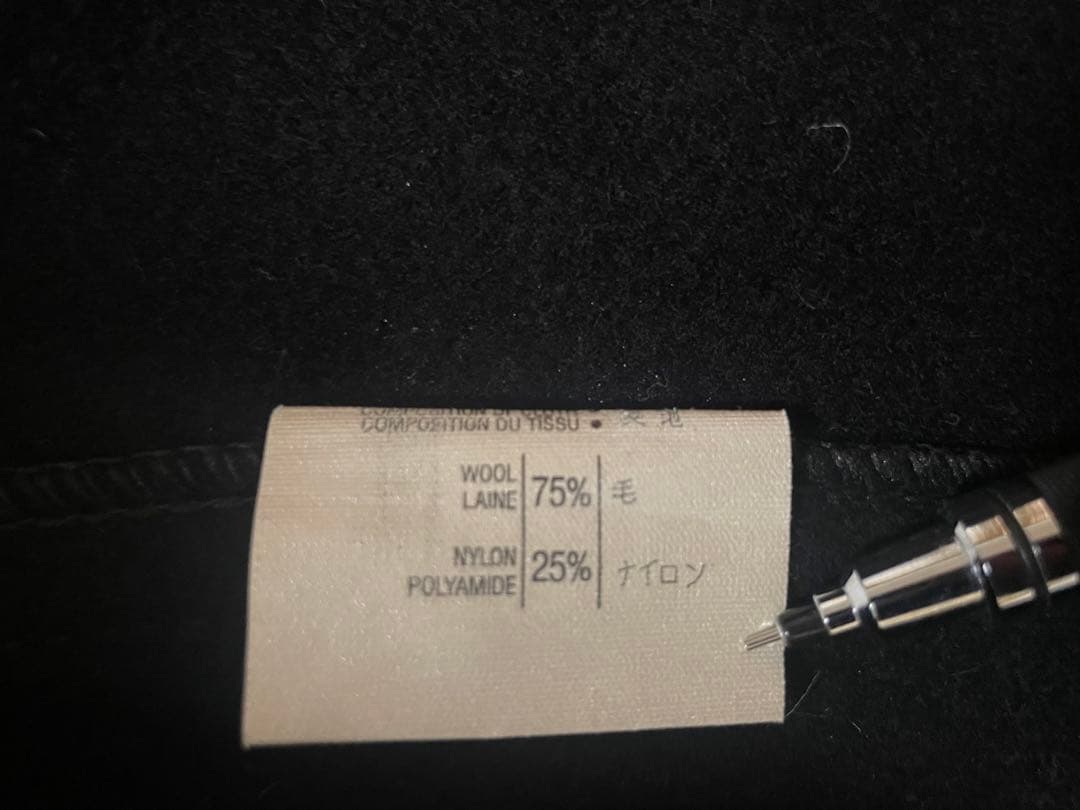 COMPOSITION DU TISSU •
WOOL
LAINE 75% 毛
NYLON
POLYAMIDE 25% ナイロン